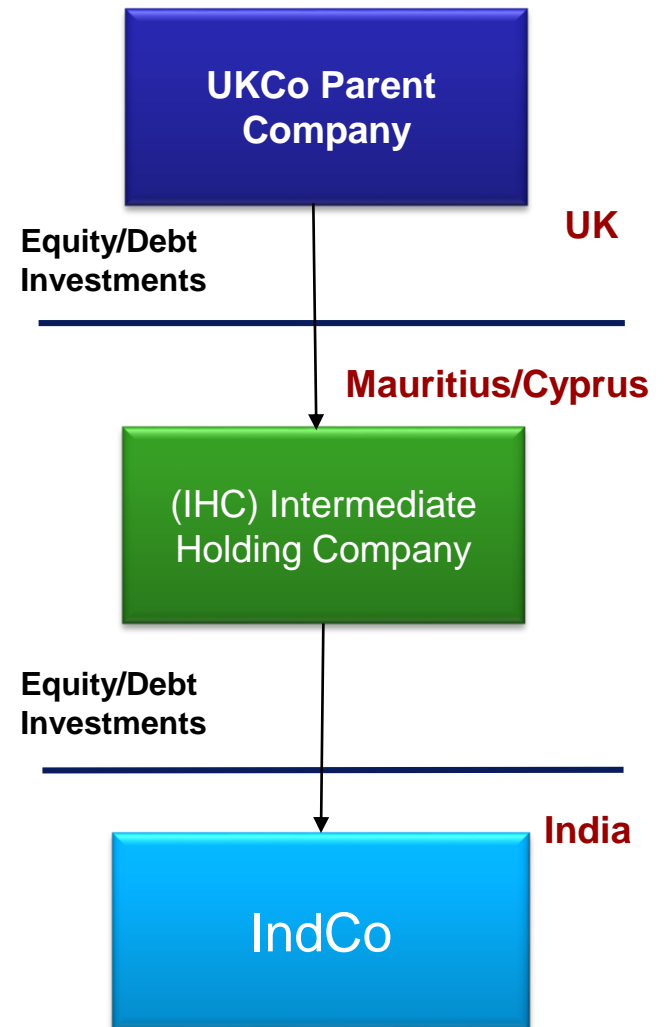 UKCo Parent
Company
UK
Equity/Debt
Investments
Mauritius/Cyprus
(IHC) Intermediate
Holding Company
Equity/Debt
Investments
India
IndCo